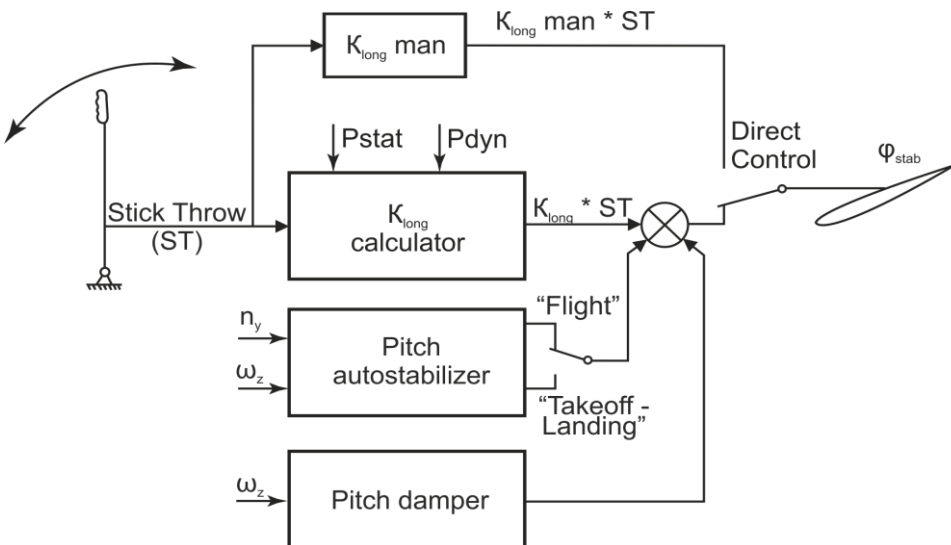 K_long man
K_long man * ST
Pstat
Pdyn
Direct
Control
φ_stab
Stick Throw
(ST)
K_long
calculator
K_long * ST
"Flight"
n_y
ω_z
Pitch
autostabilizer
"Takeoff -
Landing"
ω_z
Pitch damper